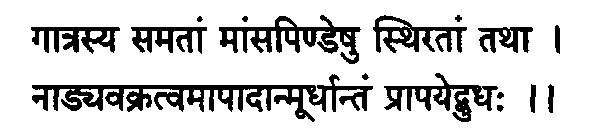 गात्रस्य समतां मांसपिण्डेषु स्थिरतां तथा ।
नाड्यवक्रत्वमापादान्मूर्धान्तं प्रापयेद्बुधः ।।